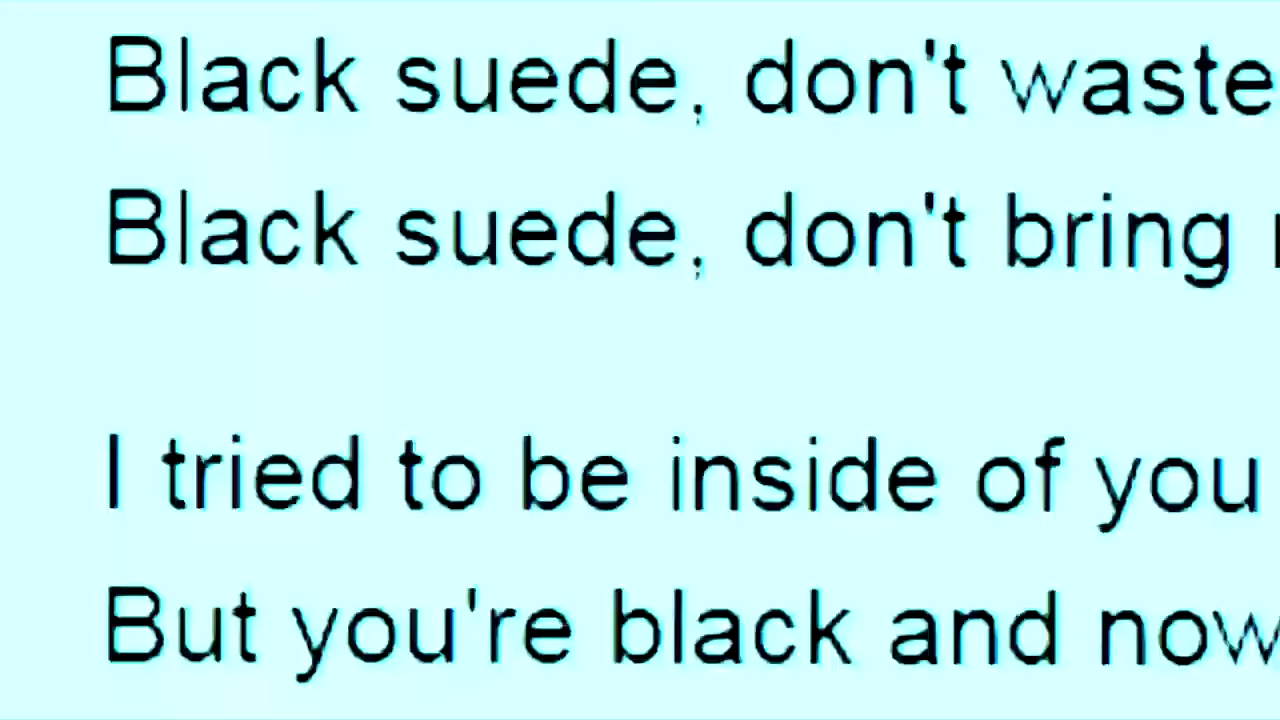 Black suede, don't waste
Black suede, don't bring
I tried to be inside of you
But you're black and now